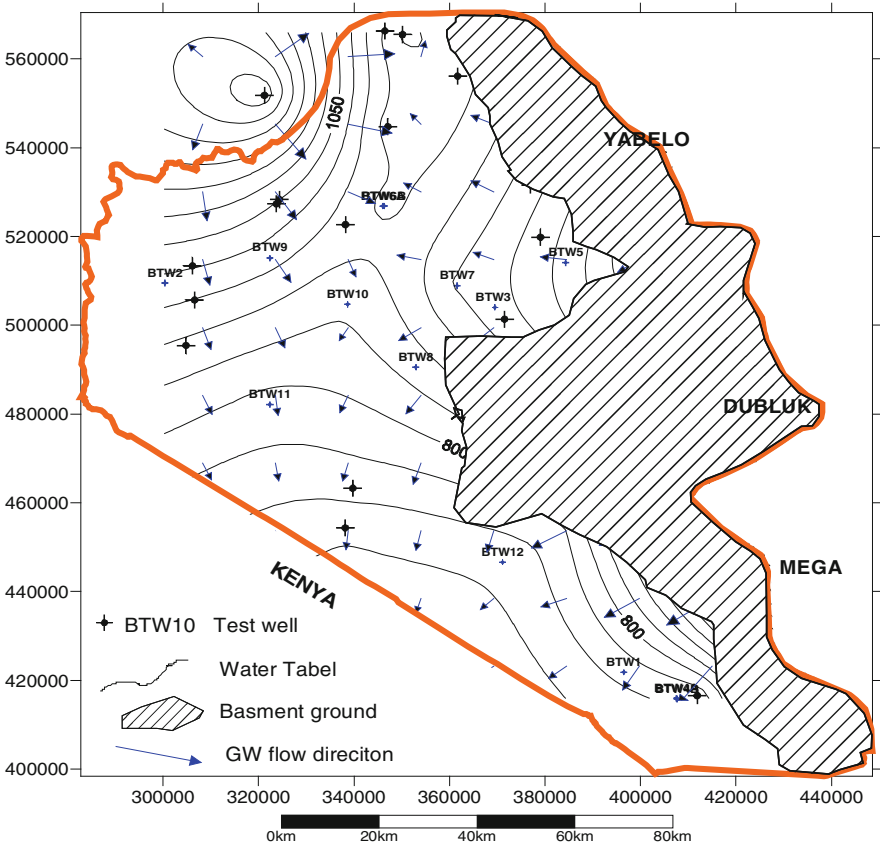 560000
540000
520000
500000
480000
460000
440000
420000
400000
1050
YABELO
BTW9
BTW2
BTW5
BTW7
BTW10
BTW3
BTW8
BTW11
DUBLUK
800
BTW12
MEGA
KENYA
800
BTW1
BTW10 Test well
Water Tabel
Basment ground
GW flow direciton
300000 320000 340000 360000 380000 400000 420000 440000
0km 20km 40km 60km 80km